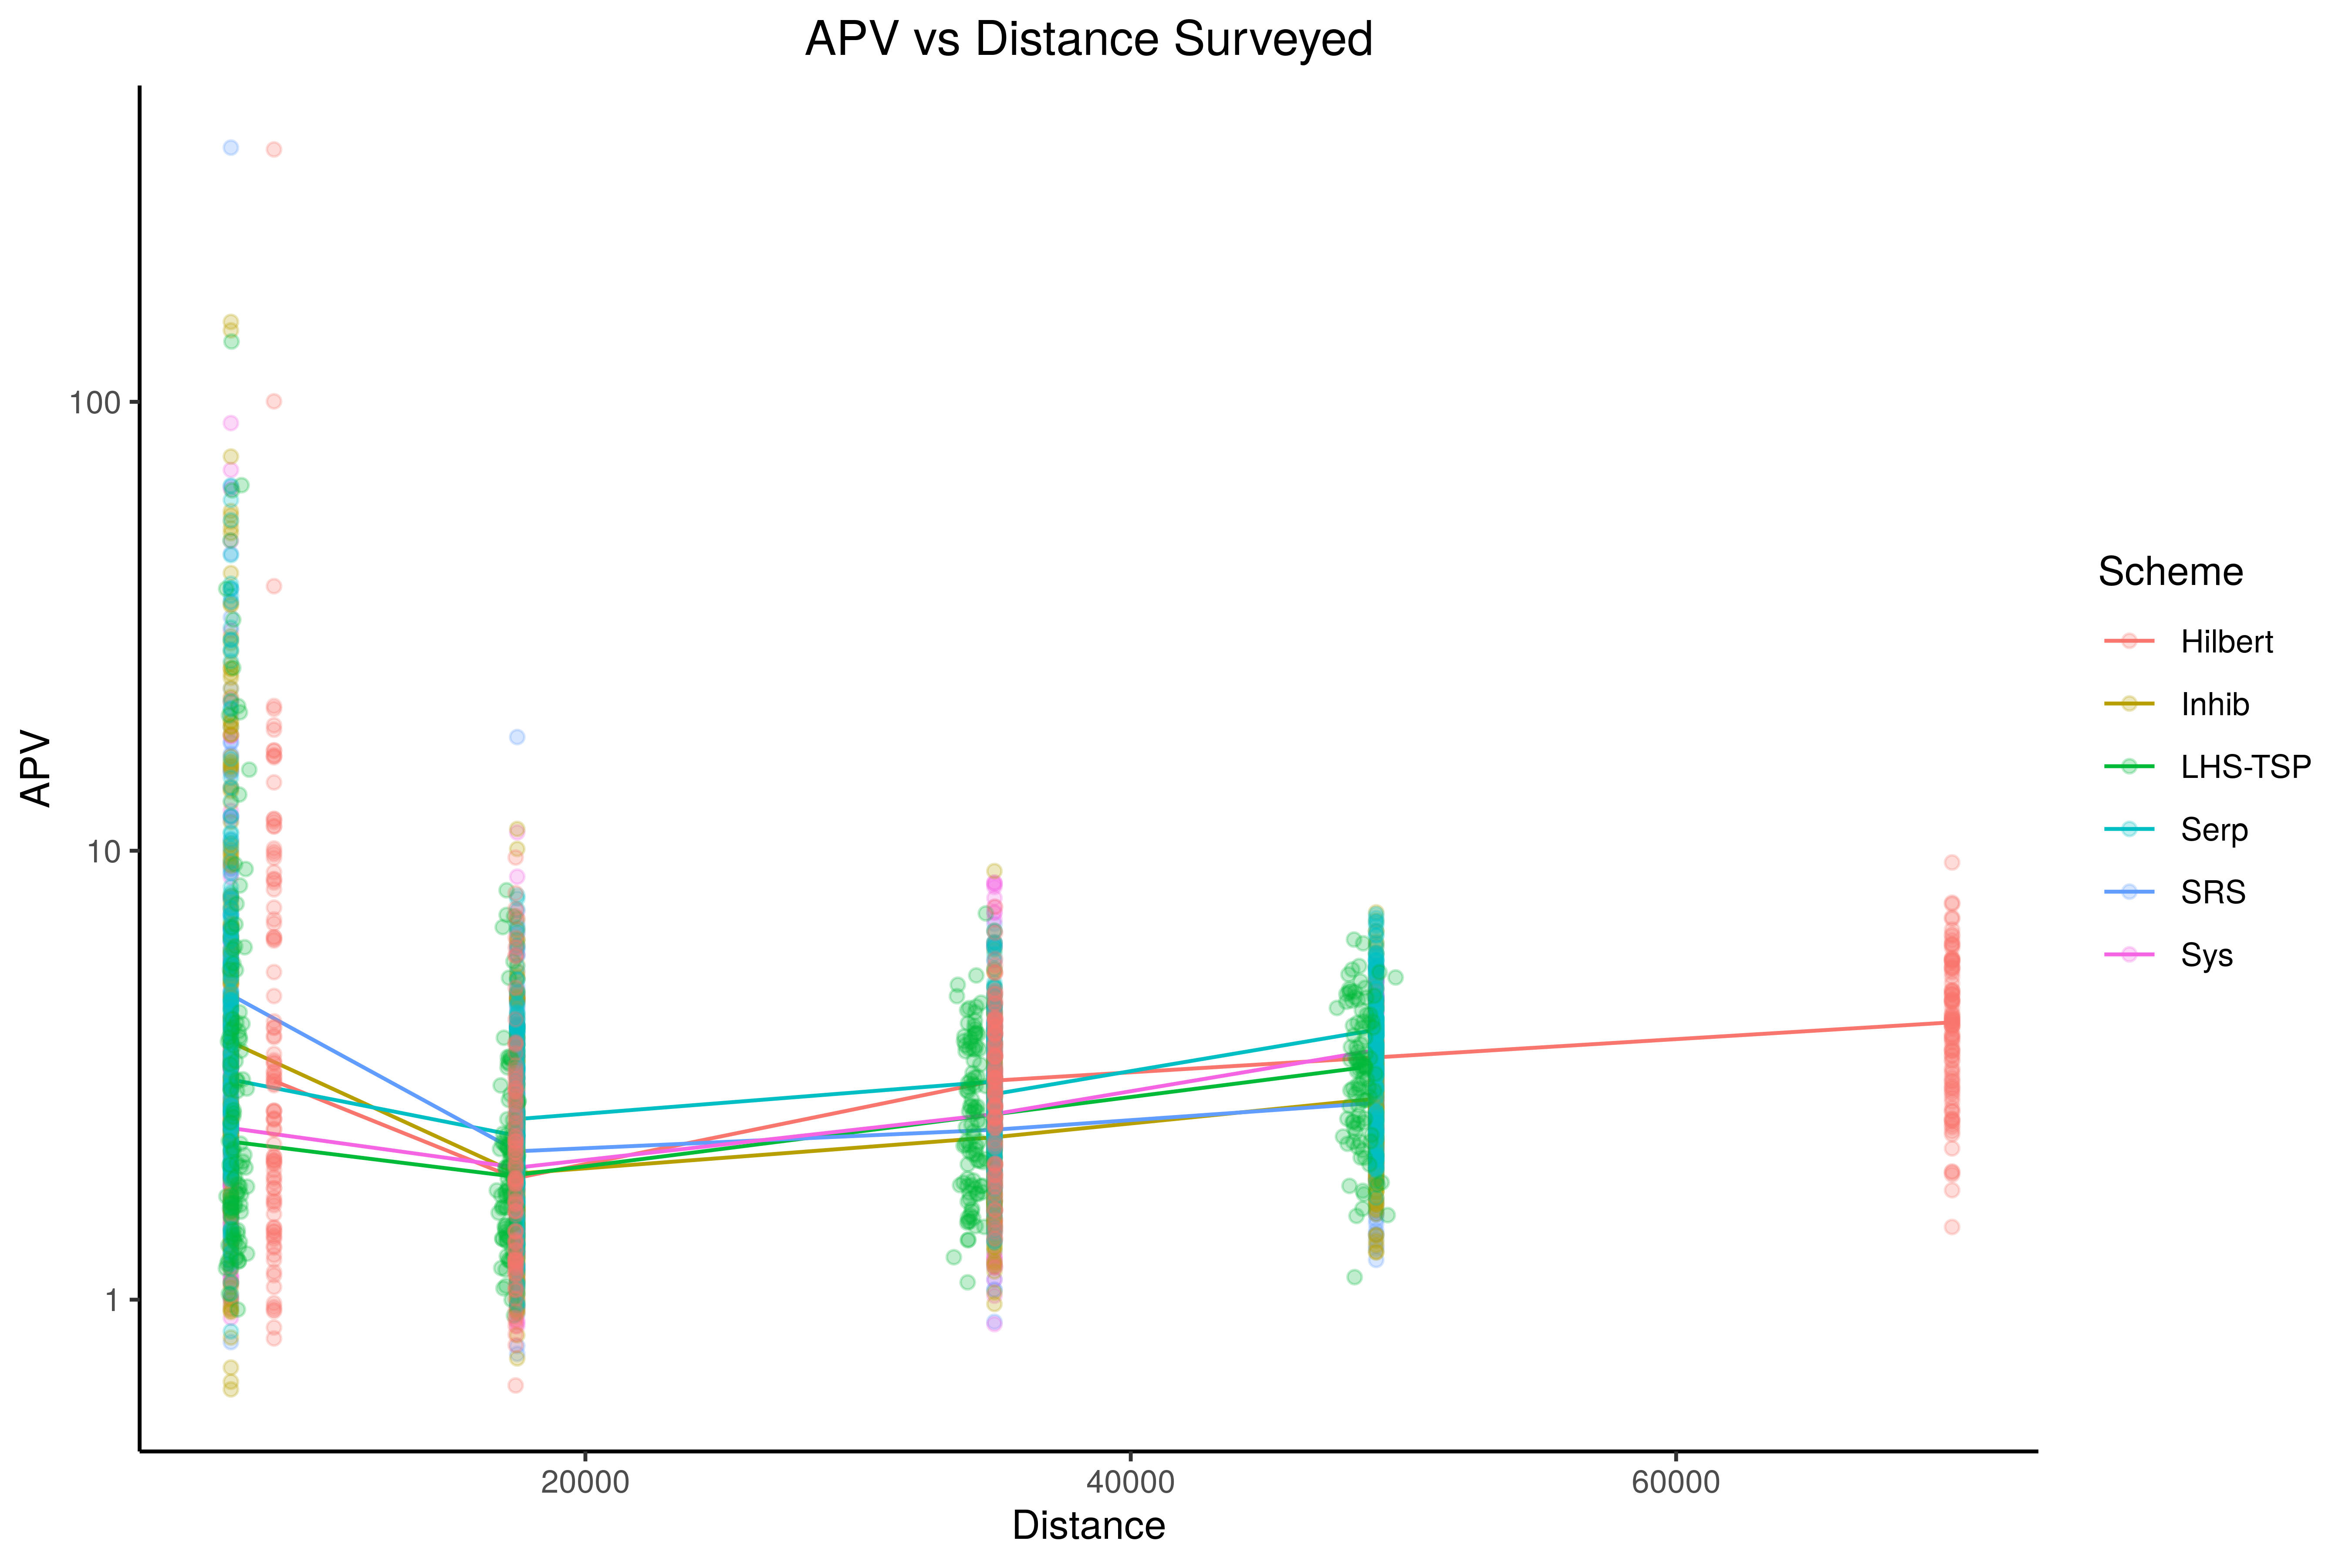 APV vs Distance Surveyed
APV
100
10
1
20000
40000
60000
Distance
Scheme
Hilbert
Inhib
LHS-TSP
Serp
SRS
Sys